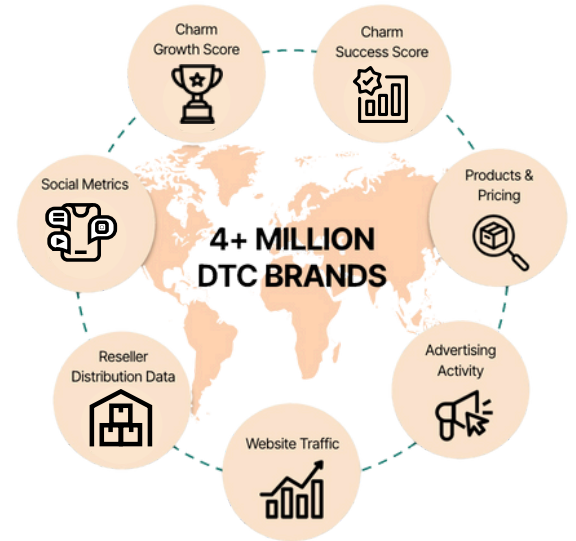 Charm
Growth Score
Charm
Success Score
Social Metrics
Products &
Pricing
4+ MILLION
DTC BRANDS
Reseller
Distribution Data
Advertising
Activity
Website Traffic